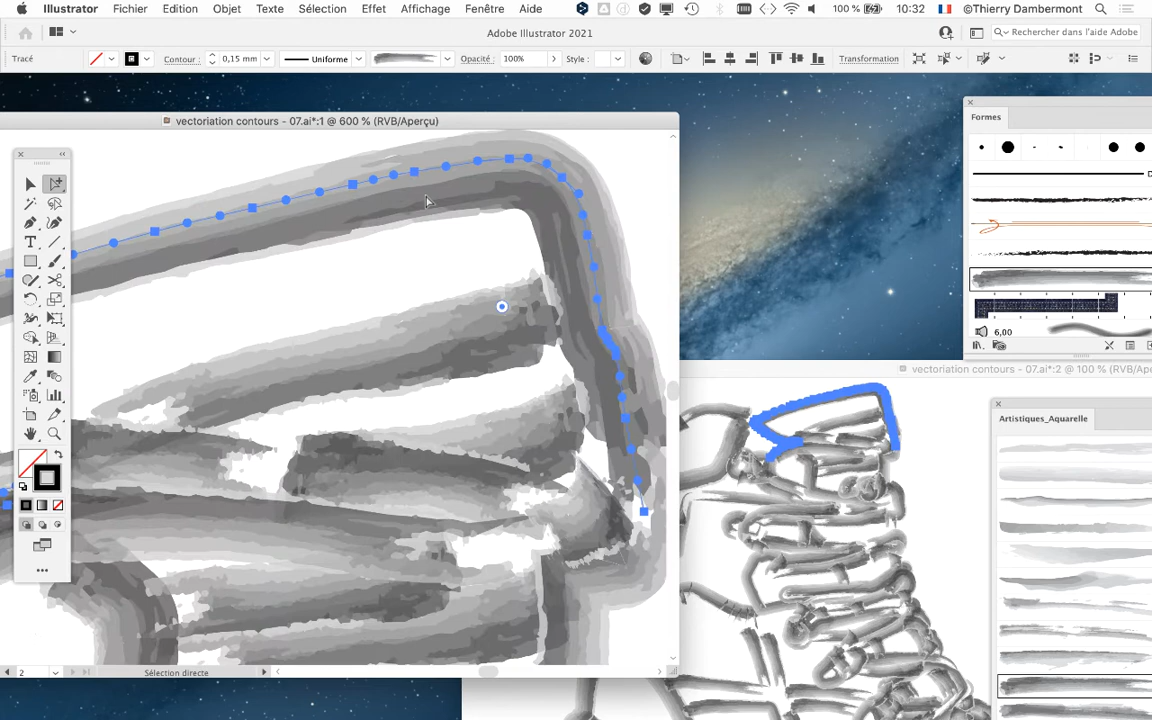 Illustrator Fichier Edition Objet Texte Sélection Effet Affichage Fenêtre Aide 100 % 10:32 ©Thierry Dambermont
Adobe Illustrator 2021 Rechercher dans l'aide Adobe
Tracé Contour : 0,15 mm Uniforme Opacité : 100% Style : Transformation
vectoriation contours - 07.ai*:1 @ 600 % (RVB/Aperçu)
Formes
6,00
vectoriation contours - 07.ai*:2 @ 100 % (RVB/Ape
Artistiques_Aquarelle
2 Sélection directe